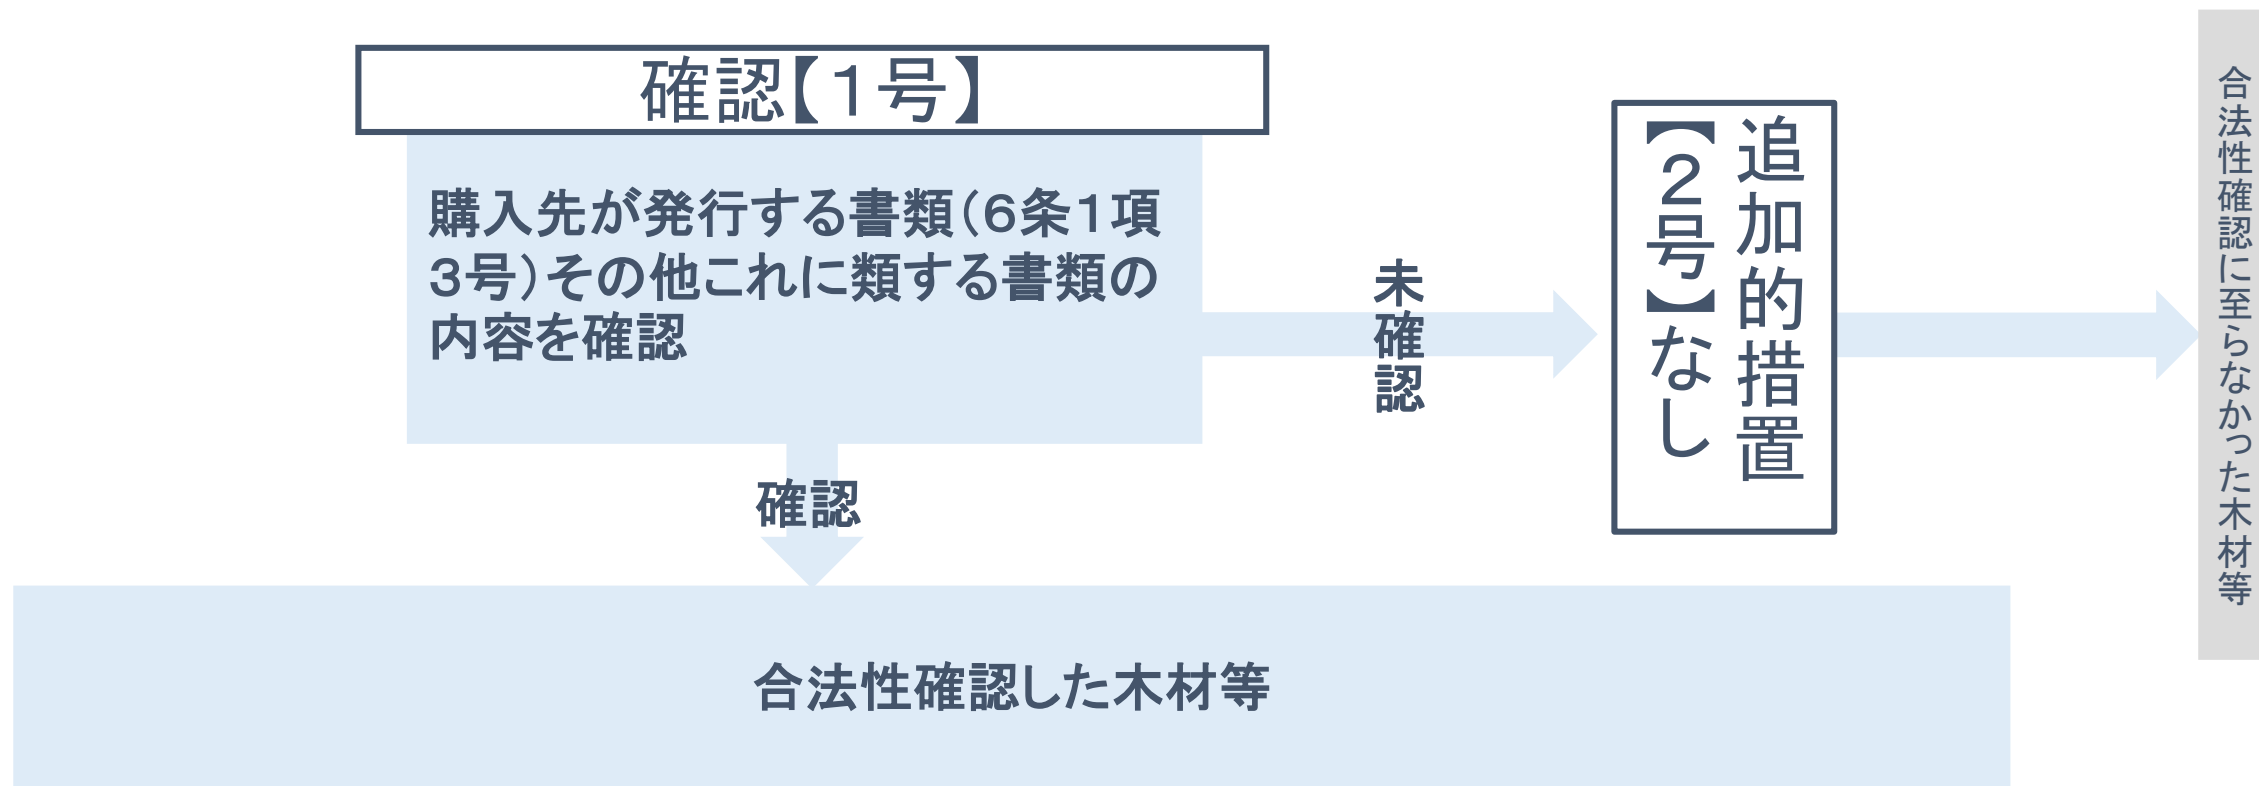 確認【１号】
購入先が発行する書類（６条１項
３号）その他これに類する書類の
内容を確認
未確認
追加的措置
【２号】なし
確認
合法性確認した木材等
合法性確認に至らなかった木材等